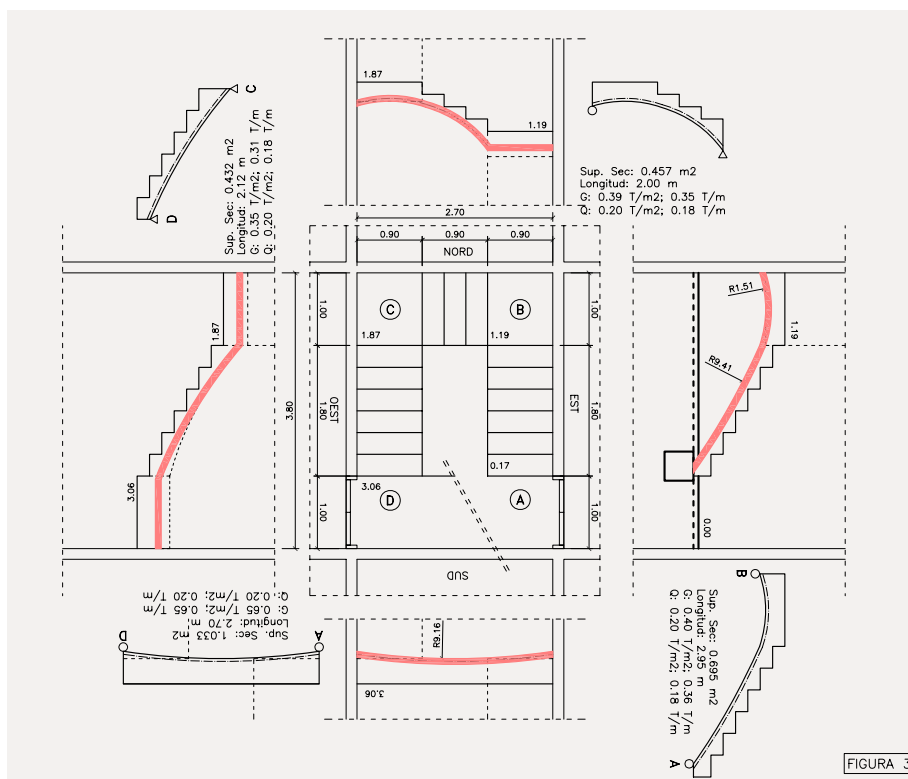 C
D
Sup. Sec: 0.432 m2
Longitud: 2.12 m
G: 0.35 T/m2; 0.31 T/m
Q: 0.20 T/m2; 0.18 T/m
1.87
1.19
Sup. Sec: 0.457 m2
Longitud: 2.00 m
G: 0.39 T/m2; 0.35 T/m
Q: 0.20 T/m2; 0.18 T/m
2.70
0.90
0.90
0.90
NORD
1.87
3.06
3.80
1.00
1.80
1.00
OEST
C
B
1.87
1.19
0.17
3.06
D
A
EST
1.00
1.80
1.00
SUD
R1.51
R9.41
1.19
0.00
D
A
Sup. Sec: 1.033 m2
Longitud: 2.70 m
G: 0.65 T/m2; 0.65 T/m
Q: 0.20 T/m2; 0.20 T/m
R9.16
3.06
B
A
Sup. Sec: 0.695 m2
Longitud: 2.95 m
G: 0.40 T/m2; 0.36 T/m
Q: 0.20 T/m2; 0.18 T/m
FIGURA 3